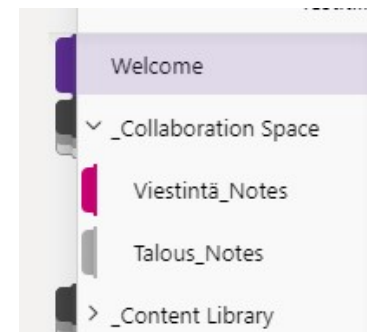 Welcome
_Collaboration Space
Viestintä_Notes
Talous_Notes
_Content Library